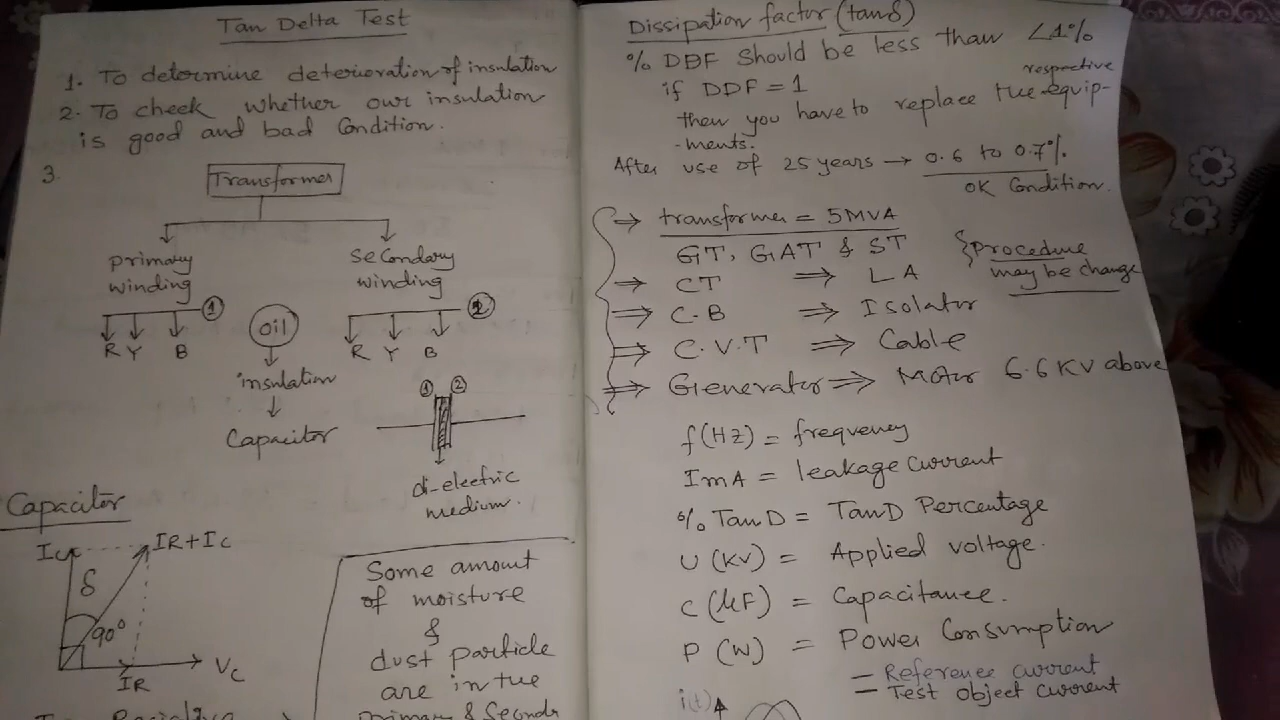 Tan Delta Test
1. To determine deterioration of insulation
2. To check whether our insulation
is good and bad Condition.
3.
Transformer
primary
winding
secondary
winding
1
2
R Y B
oil
R Y B
insulation
Capacitor
1 2
di-electric
medium.
Capacitor
Ic
IR+Ic
δ
90°
Vc
IR
Some amount
of moisture
&
dust particle
are in the
primary & Seconda
Dissipation factor (tanδ)
% DDF Should be less than <1%
if DDF = 1
then you have to replace the respective equip-
-ments.
After use of 25 years → 0.6 to 0.7%.
OK Condition.
→ transformer = 5MVA
GT, GAT & ST
{procedure
may be change
→ CT ⇒ LA
⇒ C.B ⇒ Isolator
⇒ C.V.T ⇒ Cable
⇒ Generator ⇒ Motor 6.6KV above
f(HZ) = frequency
ImA = leakage current
% TanD = TanD Percentage
U (KV) = Applied voltage.
C (μF) = Capacitance.
P (W) = Power Consumption
– Reference current
– Test object current
i(t)